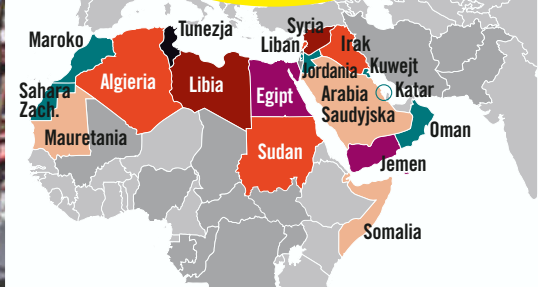 Maroko
Tunezja
Syria
Liban
Irak
Jordania
Kuwejt
Algieria
Libia
Egipt
Arabia
Saudyjska
Katar
Sahara
Zach.
Mauretania
Oman
Sudan
Jemen
Somalia